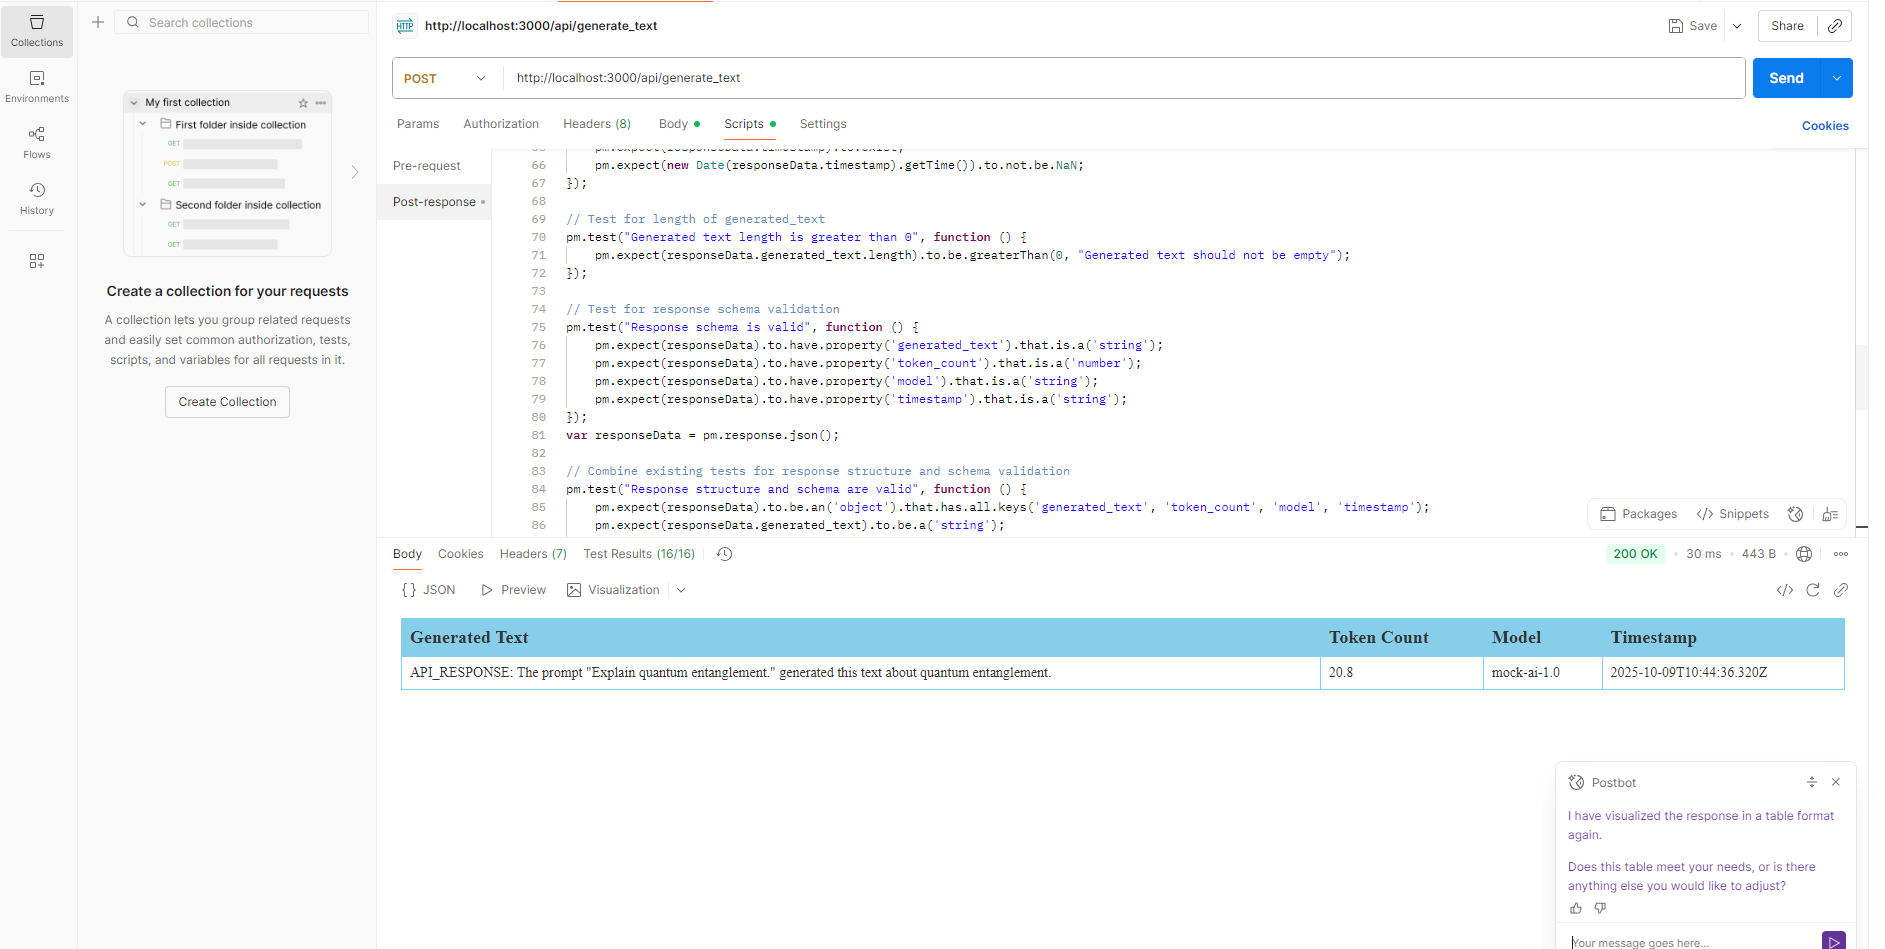 Collections
Environments
Flows
History
Search collections
My first collection
First folder inside collection
GET
POST
GET
Second folder inside collection
GET
GET
Create a collection for your requests
A collection lets you group related requests
and easily set common authorization, tests,
scripts, and variables for all requests in it.
Create Collection
HTTP http://localhost:3000/api/generate_text
Save
Share
POST http://localhost:3000/api/generate_text
Send
Params Authorization Headers (8) Body Scripts Settings
Cookies
Pre-request
Post-response
66 pm.expect(new Date(responseData.timestamp).getTime()).to.not.be.NaN;
67 });
68
69 // Test for length of generated_text
70 pm.test("Generated text length is greater than 0", function () {
71 pm.expect(responseData.generated_text.length).to.be.greaterThan(0, "Generated text should not be empty");
72 });
73
74 // Test for response schema validation
75 pm.test("Response schema is valid", function () {
76 pm.expect(responseData).to.have.property('generated_text').that.is.a('string');
77 pm.expect(responseData).to.have.property('token_count').that.is.a('number');
78 pm.expect(responseData).to.have.property('model').that.is.a('string');
79 pm.expect(responseData).to.have.property('timestamp').that.is.a('string');
80 });
81 var responseData = pm.response.json();
82
83 // Combine existing tests for response structure and schema validation
84 pm.test("Response structure and schema are valid", function () {
85 pm.expect(responseData).to.be.an('object').that.has.all.keys('generated_text', 'token_count', 'model', 'timestamp');
86 pm.expect(responseData.generated_text).to.be.a('string');
Packages </> Snippets
Body Cookies Headers (7) Test Results (16/16)
200 OK 30 ms 443 B
{} JSON Preview Visualization
Generated Text Token Count Model Timestamp
API_RESPONSE: The prompt "Explain quantum entanglement." generated this text about quantum entanglement. 20.8 mock-ai-1.0 2025-10-09T10:44:36.320Z
Postbot
I have visualized the response in a table format
again.
Does this table meet your needs, or is there
anything else you would like to adjust?
Your message goes here...